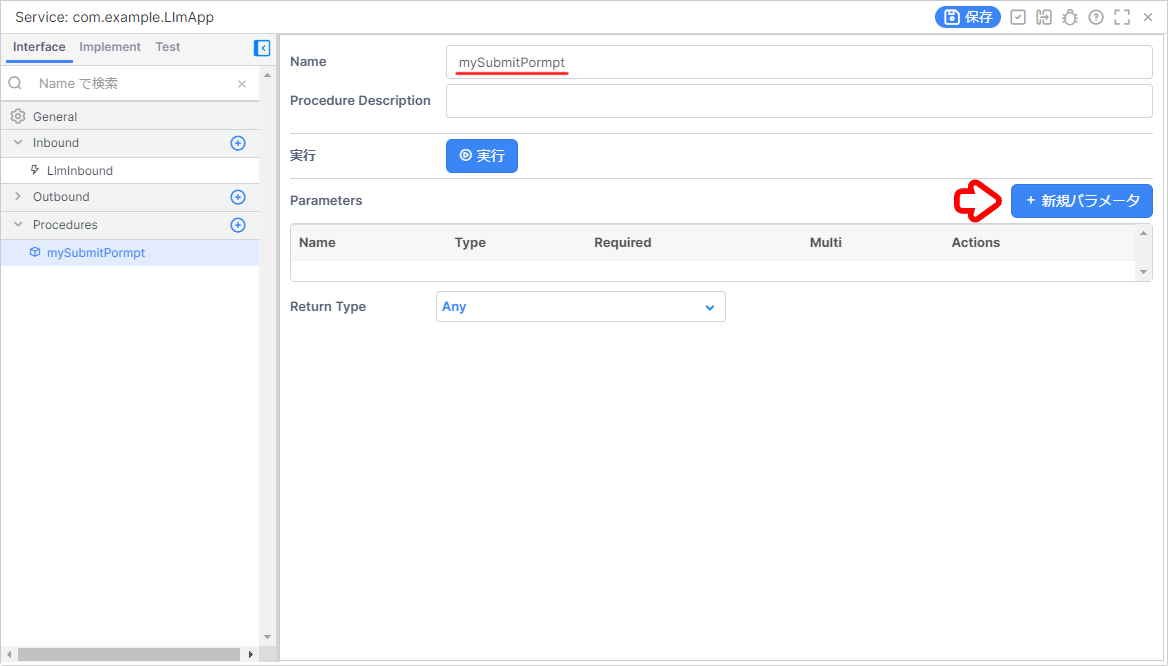 Service: com.example.LlmApp
保存
Interface Implement Test
Name で検索
General
Inbound
LlmInbound
Outbound
Procedures
mySubmitPormpt
Name
mySubmitPormpt
Procedure Description
実行
実行
Parameters
+ 新規パラメータ
Name Type Required Multi Actions
Return Type
Any